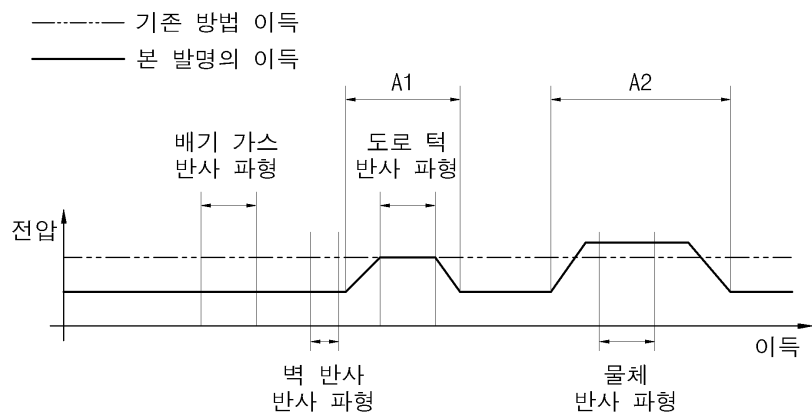 기존 방법 이득
본 발명의 이득
A1
A2
배기 가스
반사 파형
도로 턱
반사 파형
전압
이득
벽 반사
반사 파형
물체
반사 파형